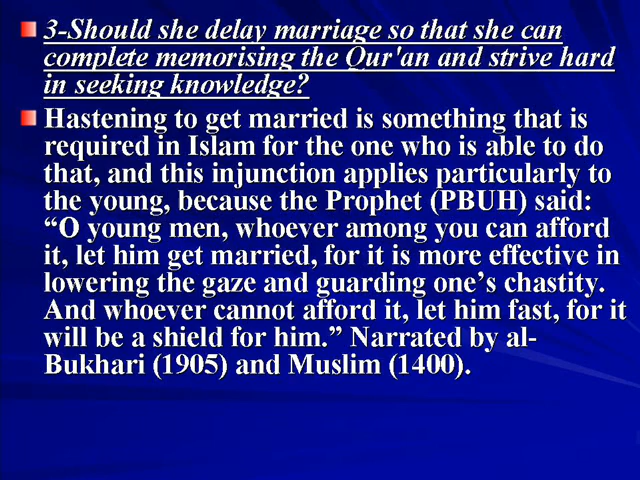 3-Should she delay marriage so that she can
complete memorising the Qur'an and strive hard
in seeking knowledge?
Hastening to get married is something that is
required in Islam for the one who is able to do
that, and this injunction applies particularly to
the young, because the Prophet (PBUH) said:
“O young men, whoever among you can afford
it, let him get married, for it is more effective in
lowering the gaze and guarding one’s chastity.
And whoever cannot afford it, let him fast, for it
will be a shield for him.” Narrated by al-
Bukhari (1905) and Muslim (1400).